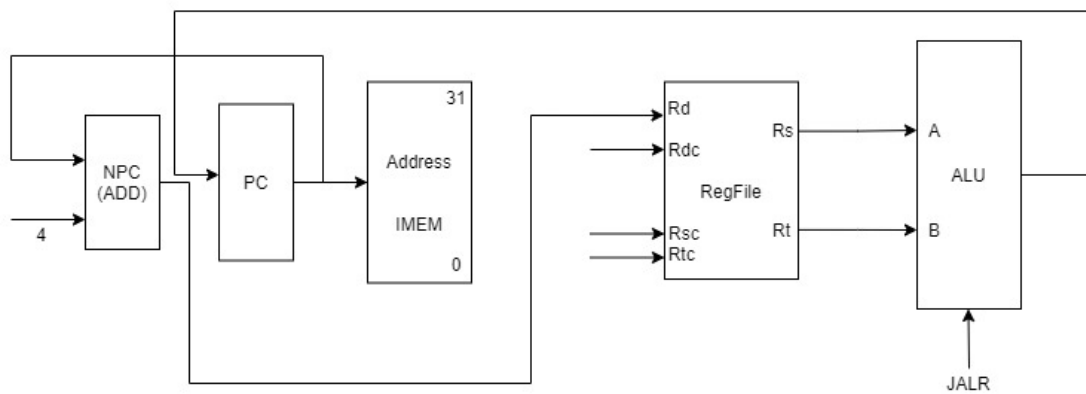 31
Rd
Rs
A
Rdc
Address
NPC
(ADD)
PC
ALU
RegFile
IMEM
Rsc
Rt
B
4
Rtc
0
JALR